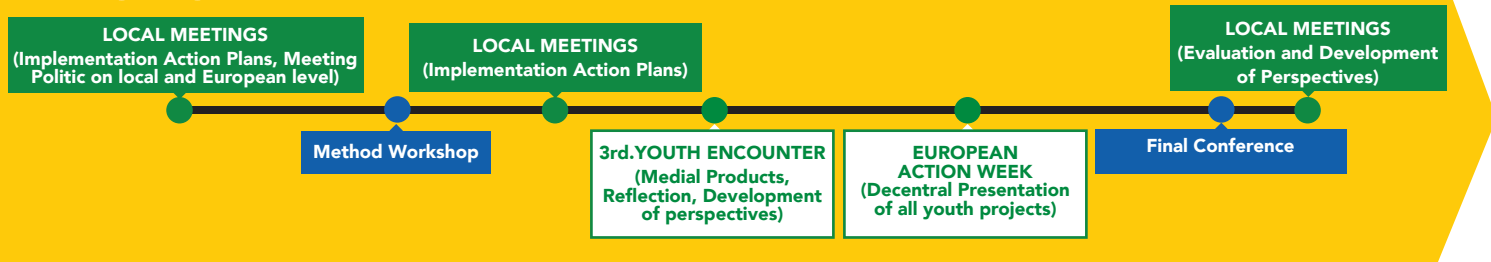 LOCAL MEETINGS
(Implementation Action Plans, Meeting
Politic on local and European level)
Method Workshop
LOCAL MEETINGS
(Implementation Action Plans)
3rd.YOUTH ENCOUNTER
(Medial Products,
Reflection, Development
of perspectives)
EUROPEAN
ACTION WEEK
(Decentral Presentation
of all youth projects)
Final Conference
LOCAL MEETINGS
(Evaluation and Development
of Perspectives)